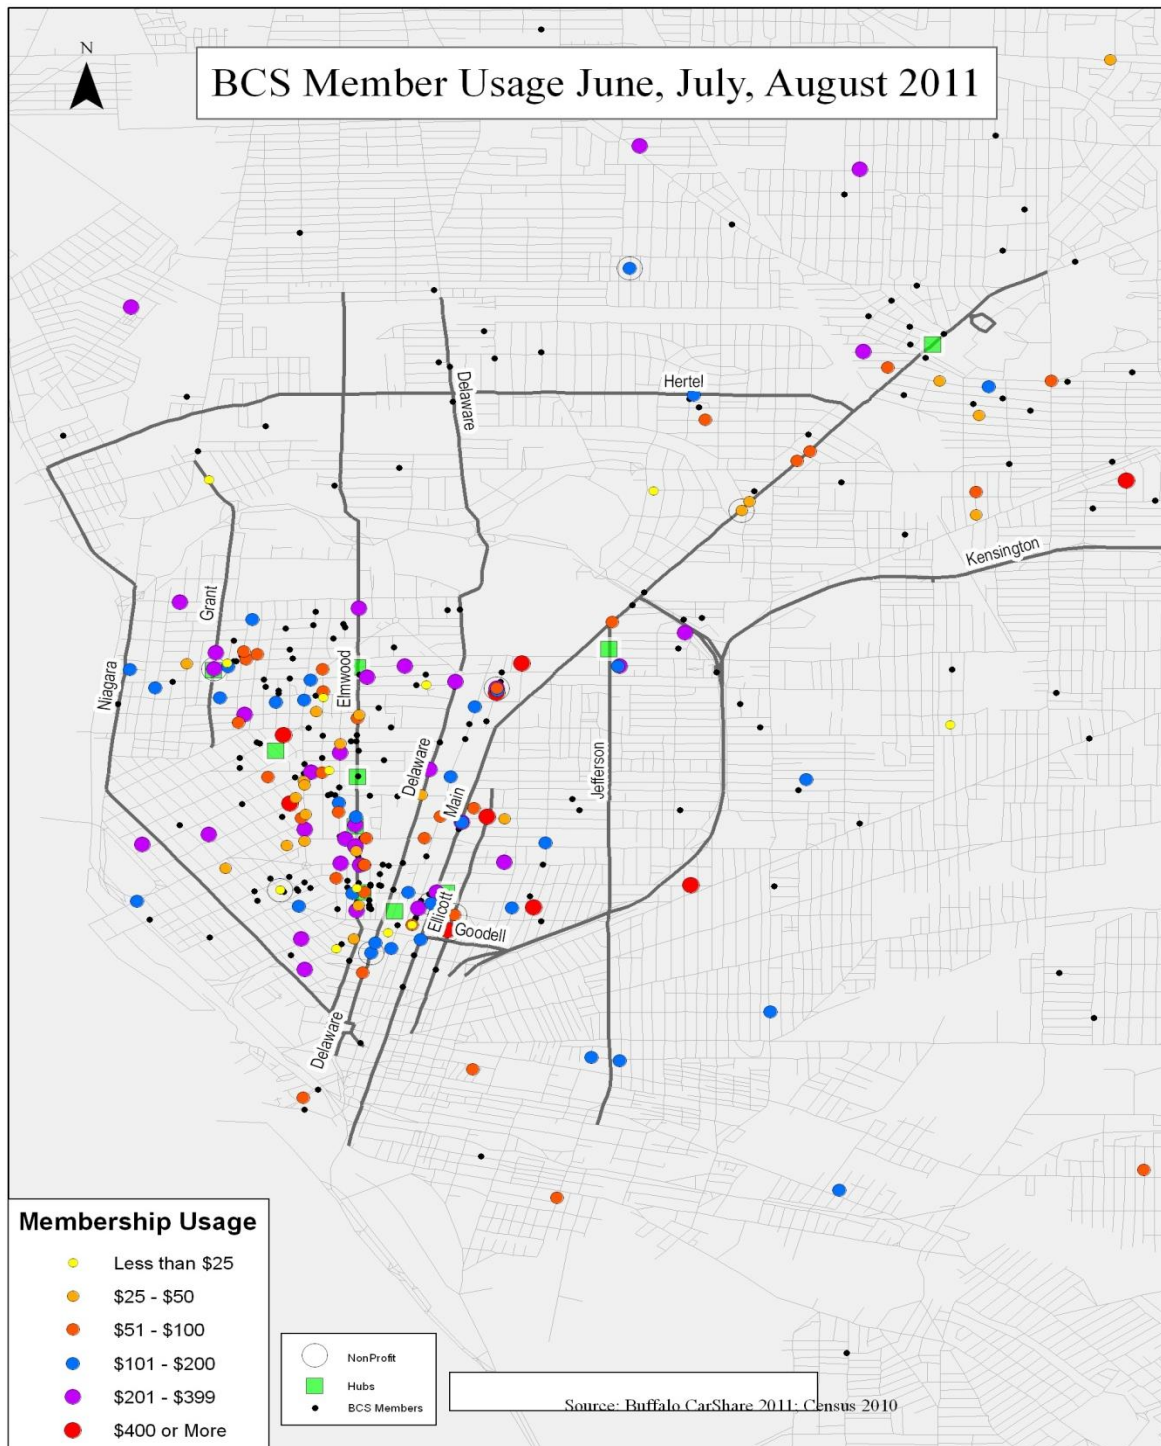 N
BCS Member Usage June, July, August 2011
Hertel
Delaware
Kensington
Grant
Niagara
Elmwood
Delaware
Main
Jefferson
Ellicott
Goodell
Delaware
Membership Usage
Less than $25
$25 - $50
$51 - $100
$101 - $200
$201 - $399
$400 or More
NonProfit
Hubs
BCS Members
Source: Buffalo CarShare 2011; Census 2010